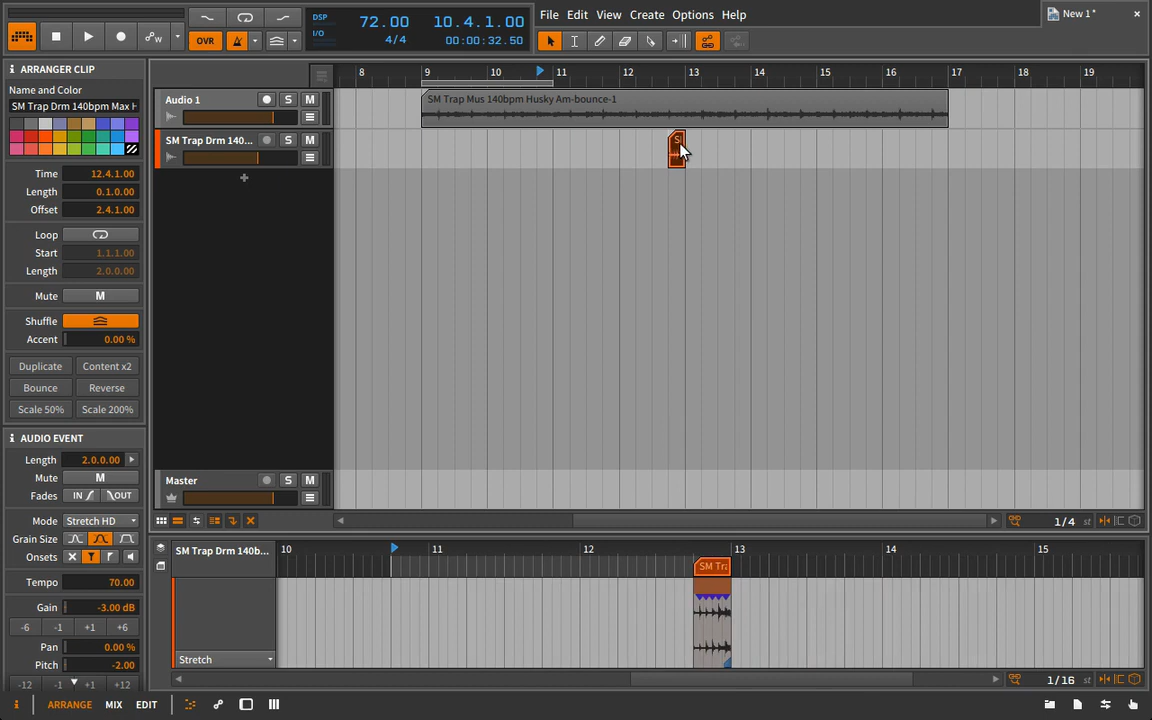 DSP
I/O
72.00
4/4
10.4.1.00
00:00:32.50
File Edit View Create Options Help
New 1*
OVR
ARRANGER CLIP
Name and Color
SM Trap Drm 140bpm Max H
Time 12.4.1.00
Length 0.1.0.00
Offset 2.4.1.00
Loop
Start 1.1.1.00
Length 2.0.0.00
Mute M
Shuffle
Accent 0.00 %
Duplicate Content x2
Bounce Reverse
Scale 50% Scale 200%
AUDIO EVENT
Length 2.0.0.00
Mute M
Fades IN OUT
Mode Stretch HD
Grain Size
Onsets
Tempo 70.00
Gain -3.00 dB
-6 -1 +1 +6
Pan 0.00 %
Pitch -2.00
-12 -1 +1 +12
8 9 10 11 12 13 14 15 16 17 18 19
Audio 1 S M
SM Trap Mus 140bpm Husky Am-bounce-1
SM Trap Drm 140... S M
S
Master S M
1/4 st
SM Trap Drm 140b...
10 11 12 13 14 15
SM Tra
Stretch
1/16 st
ARRANGE MIX EDIT